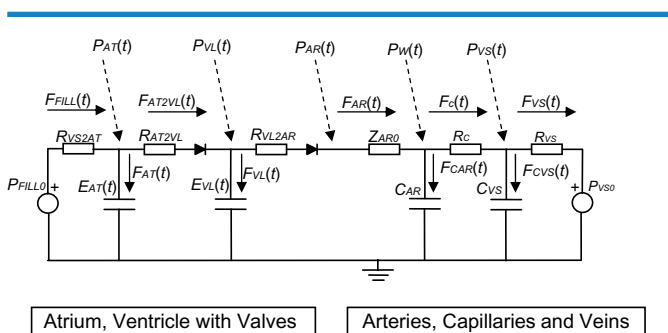 PAT(t) PVL(t) PAR(t) PW(t) PVS(t)
FFILL(t) FAT2VL(t) FAR(t) Fc(t) FVS(t)
RVS2AT RAT2VL RVL2AR ZAR0 RC RVS
FAT(t) FVL(t) FCAR(t) FCVS(t)
PFILL0 + EAT(t) EVL(t) CAR CVS + PVS0
Atrium, Ventricle with Valves
Arteries, Capillaries and Veins